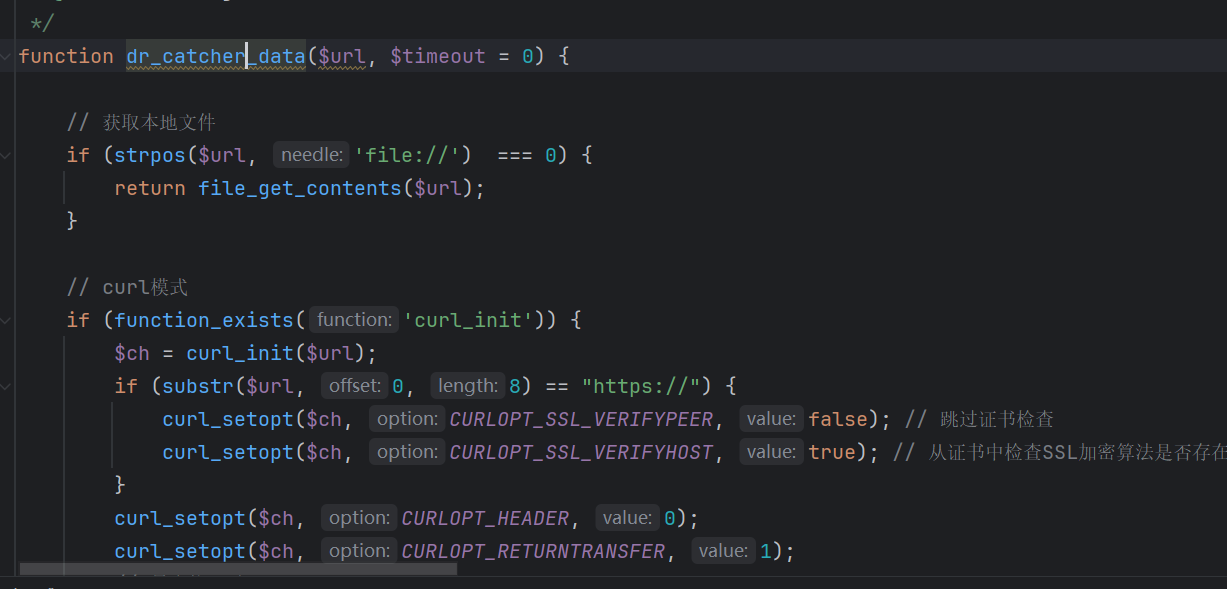 */
function dr_catcher_data($url, $timeout = 0) {
// 获取本地文件
if (strpos($url, needle: 'file://')  === 0) {
return file_get_contents($url);
}
// curl模式
if (function_exists( function: 'curl_init')) {
$ch = curl_init($url);
if (substr($url, offset: 0, length: 8) == "https://") {
curl_setopt($ch, option: CURLOPT_SSL_VERIFYPEER, value: false); // 跳过证书检查
curl_setopt($ch, option: CURLOPT_SSL_VERIFYHOST, value: true); // 从证书中检查SSL加密算法是否存在
}
curl_setopt($ch, option: CURLOPT_HEADER, value: 0);
curl_setopt($ch, option: CURLOPT_RETURNTRANSFER, value: 1);